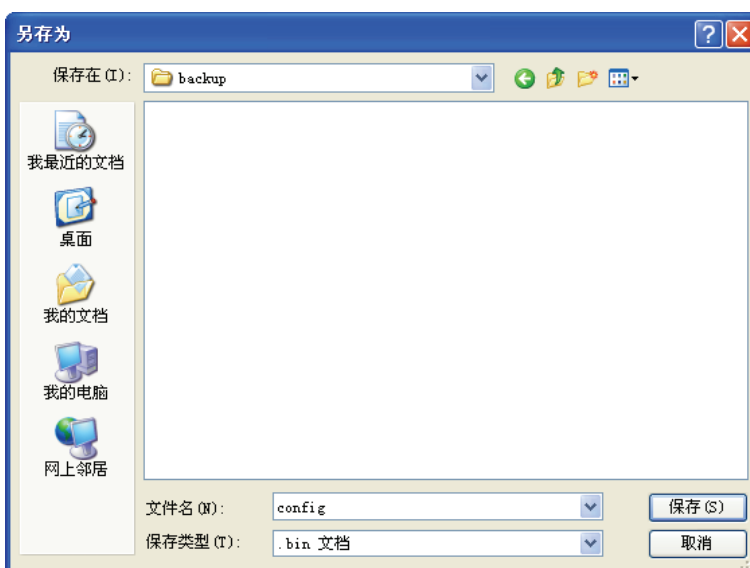 另存为
保存在(I):
backup
我最近的文档
桌面
我的文档
我的电脑
网上邻居
文件名(N):
config
保存(S)
保存类型(T):
.bin 文档
取消